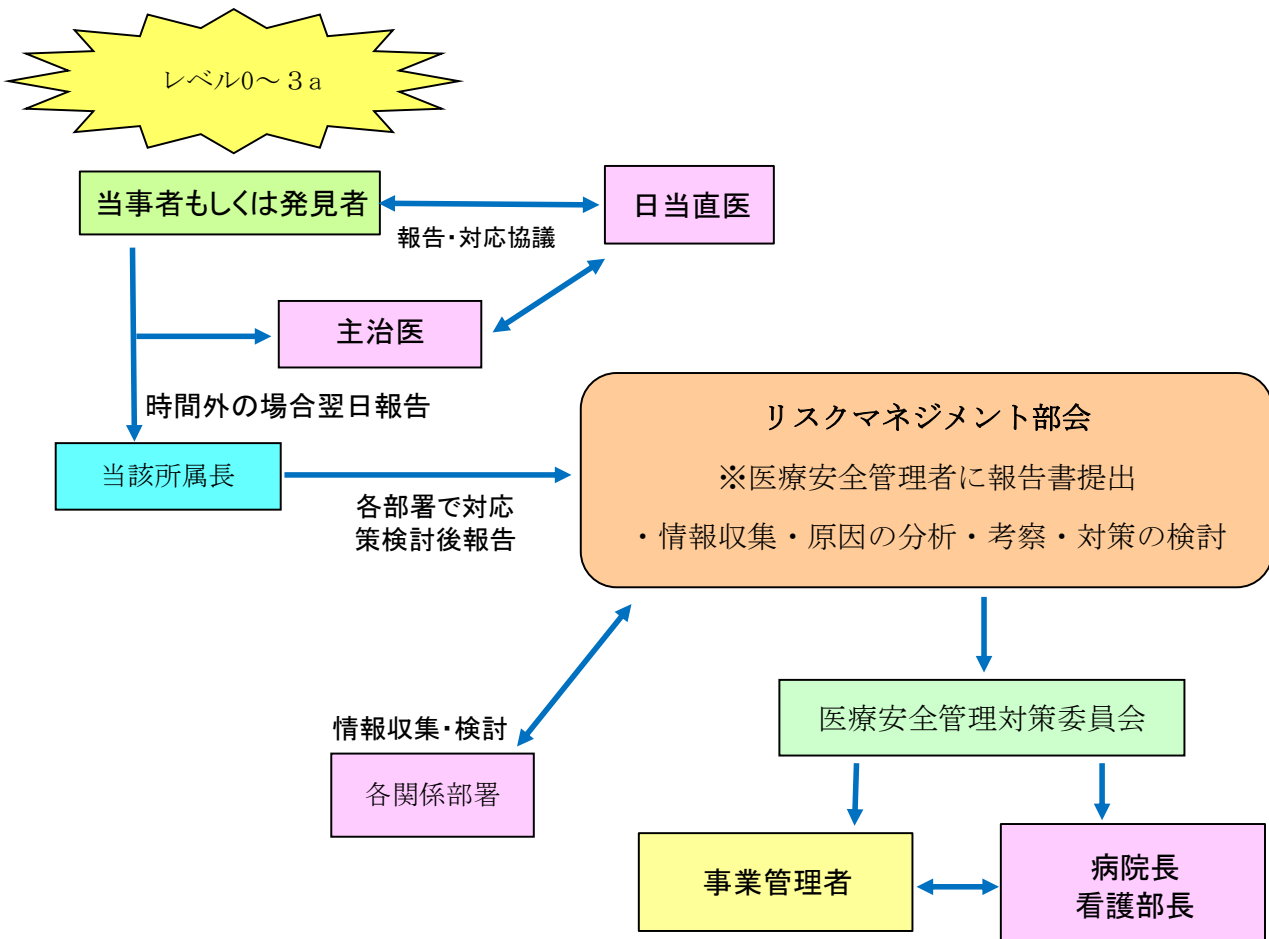 レベル0～３a
当事者もしくは発見者
日当直医
報告・対応協議
主治医
時間外の場合翌日報告
当該所属長
各部署で対応
策検討後報告
リスクマネジメント部会
※医療安全管理者に報告書提出
・情報収集・原因の分析・考察・対策の検討
情報収集・検討
各関係部署
医療安全管理対策委員会
事業管理者
病院長
看護部長